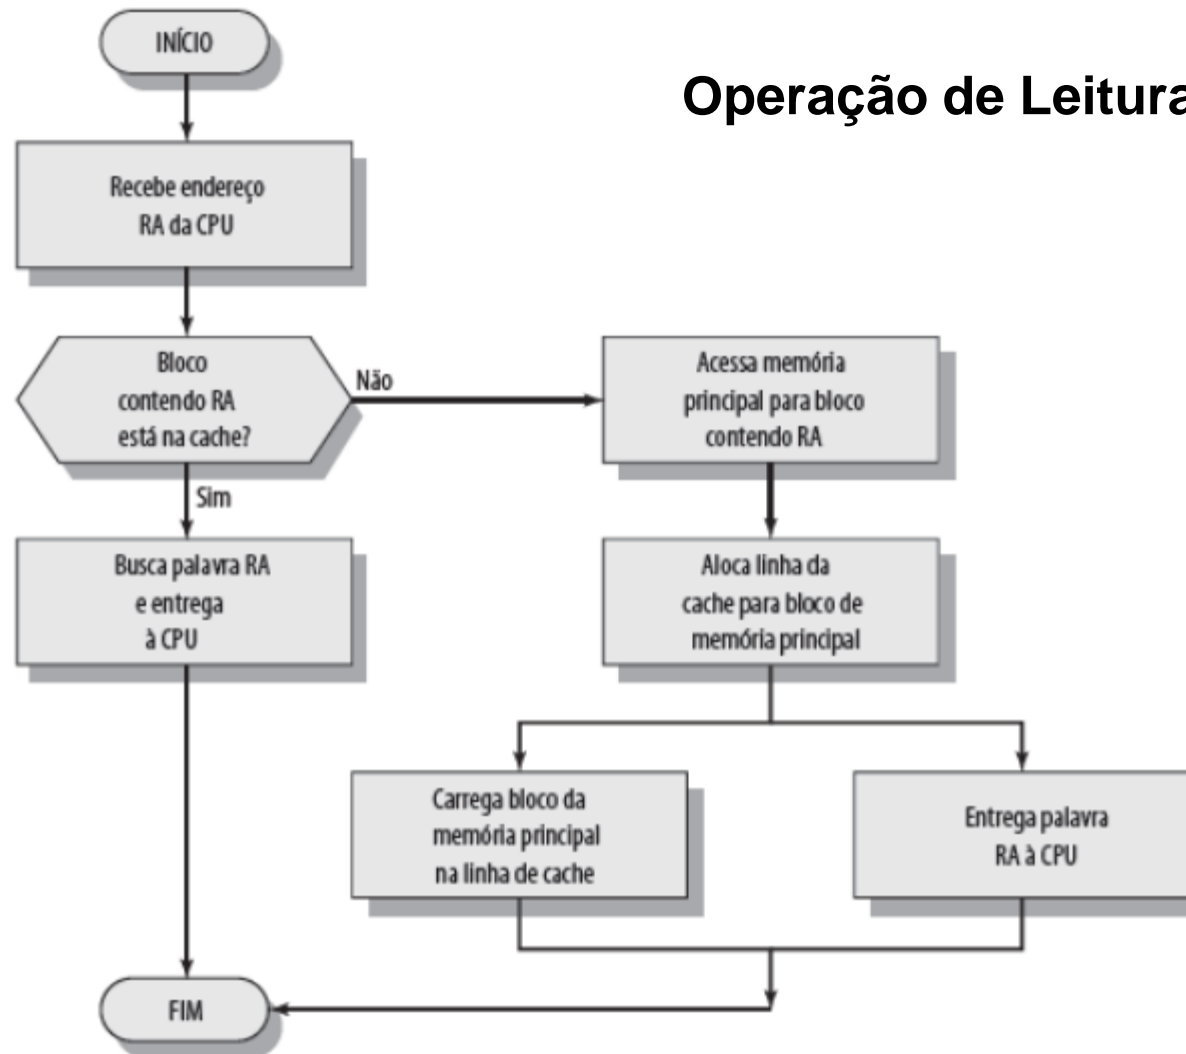 INÍCIO
Operação de Leitura
Recebe endereço
RA da CPU
Bloco
contendo RA
está na cache?
Não
Acessa memória
principal para bloco
contendo RA
Sim
Busca palavra RA
e entrega
à CPU
Aloca linha da
cache para bloco de
memória principal
Carrega bloco da
memória principal
na linha de cache
Entrega palavra
RA à CPU
FIM